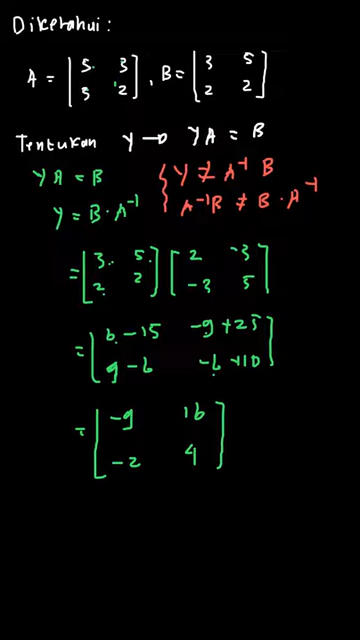 Diketahui:
A = [5 3; 3 2], B = [3 5; 2 2]
Tentukan Y → YA = B
YA = B { Y ≠ A⁻¹ B
Y = B · A⁻¹ { A⁻¹B ≠ B · A⁻¹
= [3 5; 2 2] [2 -3; -3 5]
= [6 - 15 -9 + 25; 9 - 6 -6 + 10]
= [-9 16; -2 4]